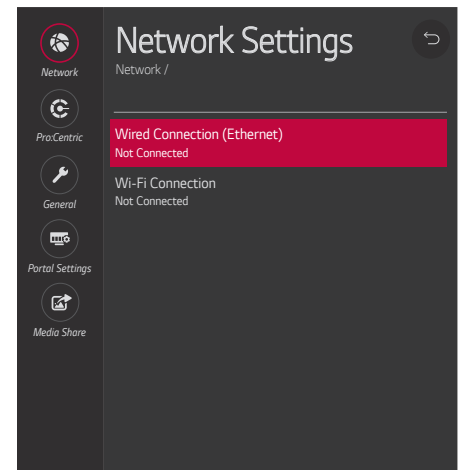 Network Settings
Network /
Wired Connection (Ethernet)
Not Connected
Wi-Fi Connection
Not Connected
Network
Pro:Centric
General
Portal Settings
Media Share